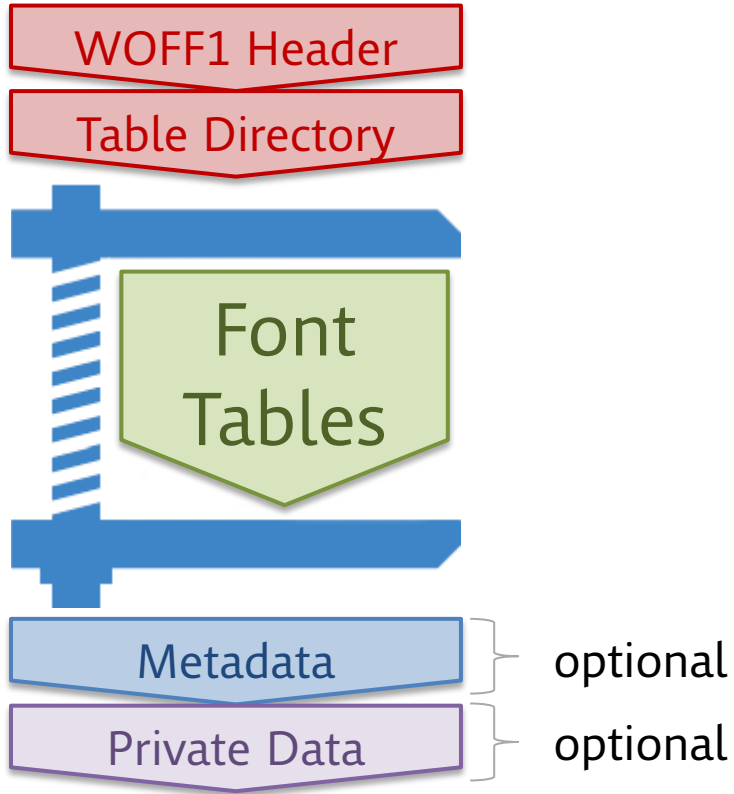 WOFF1 Header
Table Directory
Font
Tables
Metadata
optional
Private Data
optional